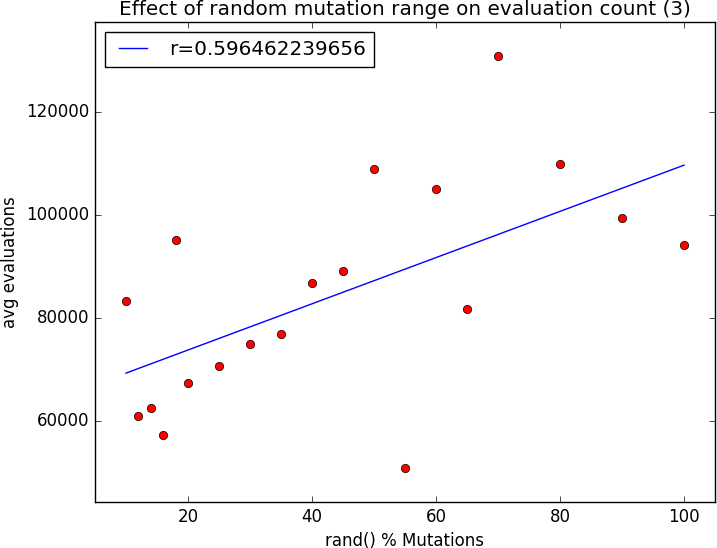 Effect of random mutation range on evaluation count (3)
r=0.596462239656
avg evaluations
120000
100000
80000
60000
20 40 60 80 100
rand() % Mutations